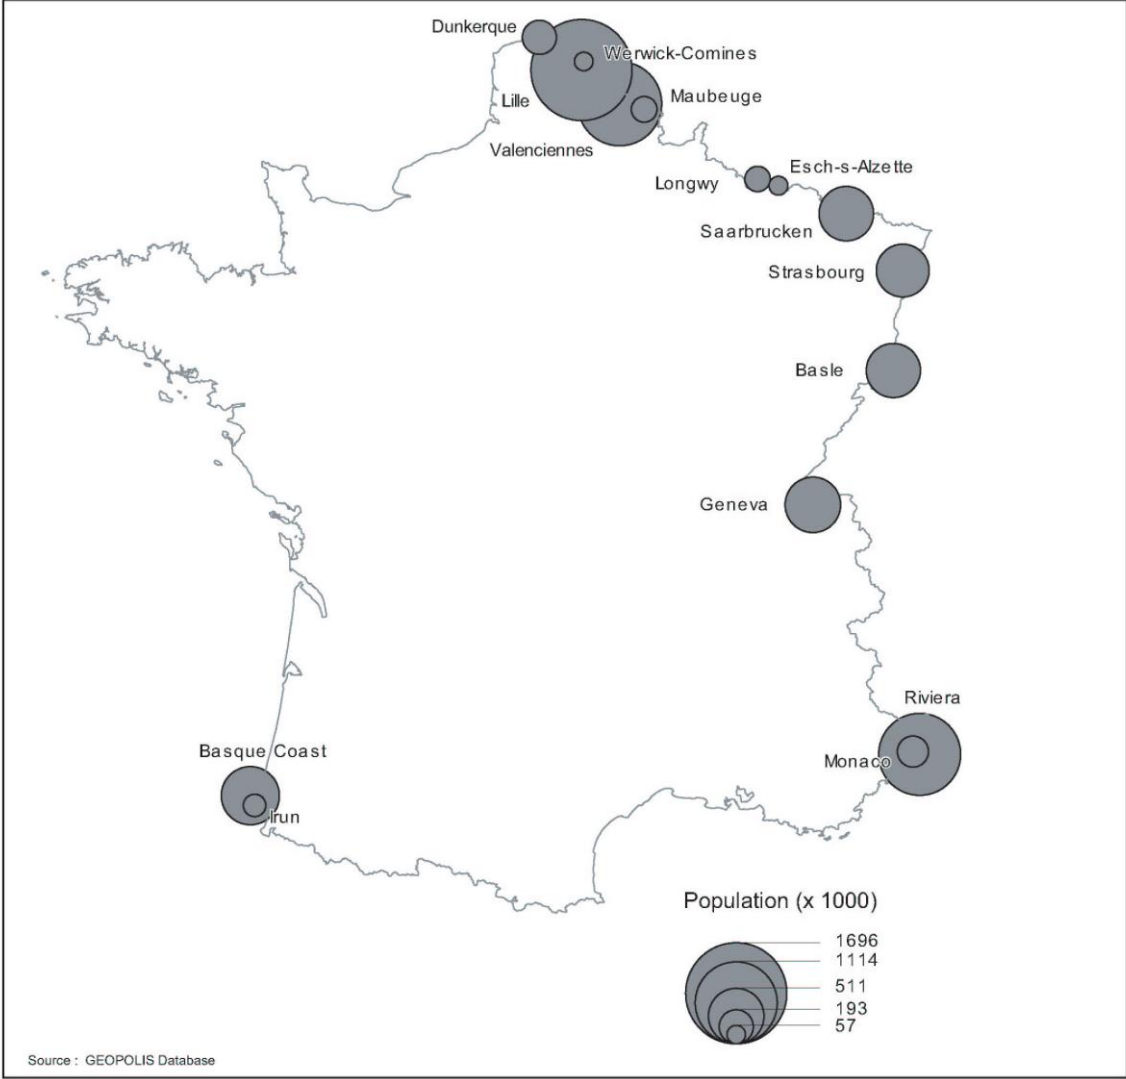 Dunkerque
Werwick-Comines
Lille
Maubeuge
Valenciennes
Esch-s-Alzette
Longwy
Saarbrucken
Strasbourg
Basle
Geneva
Riviera
Basque Coast
Monaco
Irun
Population (x 1000)
1696
1114
511
193
57
Source : GEOPOLIS Database